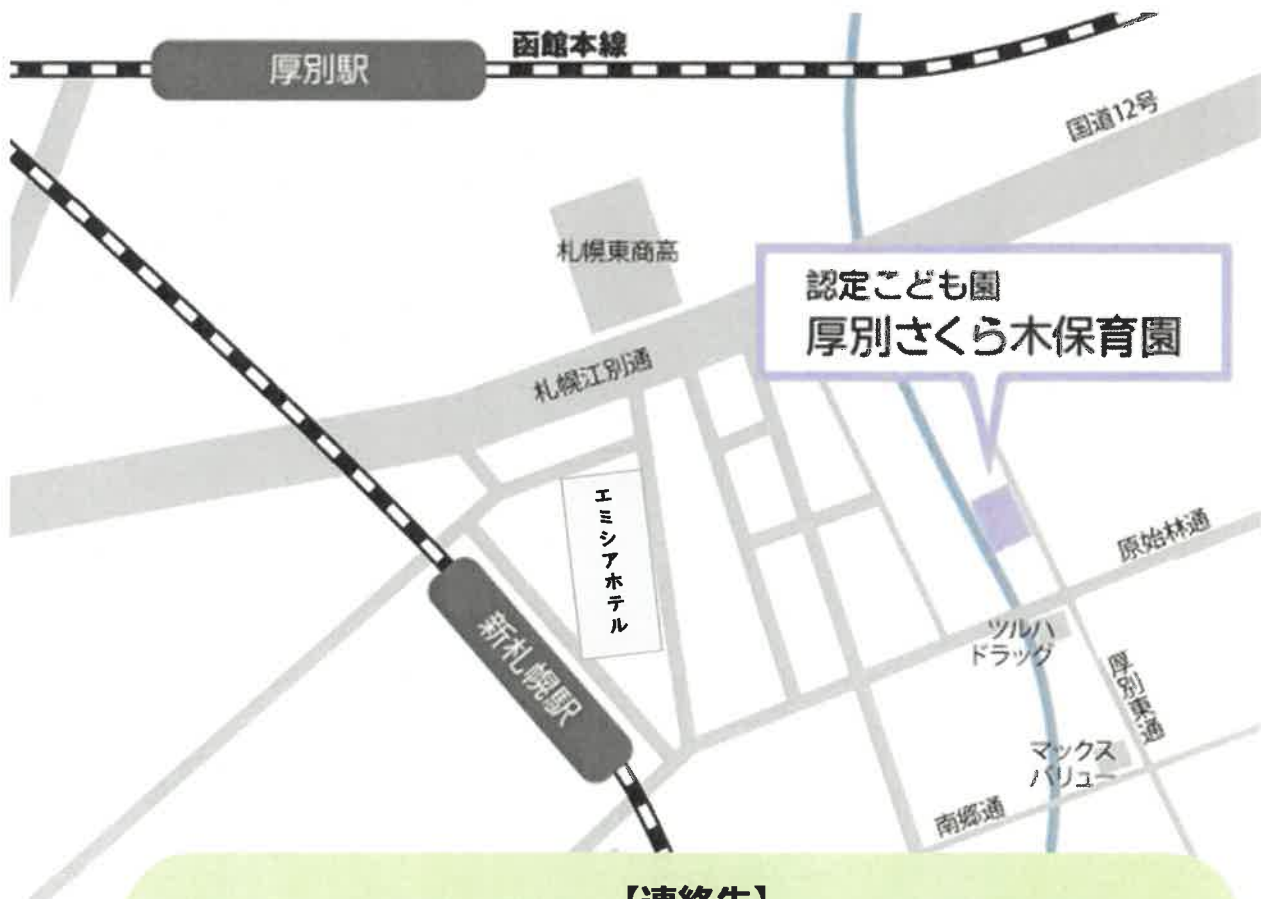 函館本線
厚別駅
国道12号
札幌東商高
認定こども園
厚別さくら木保育園
札幌江別通
エミシアホテル
原始林通
新札幌駅
ツルハ
ドラッグ
厚別東通
マックス
バリュー
南郷通
【連絡先】